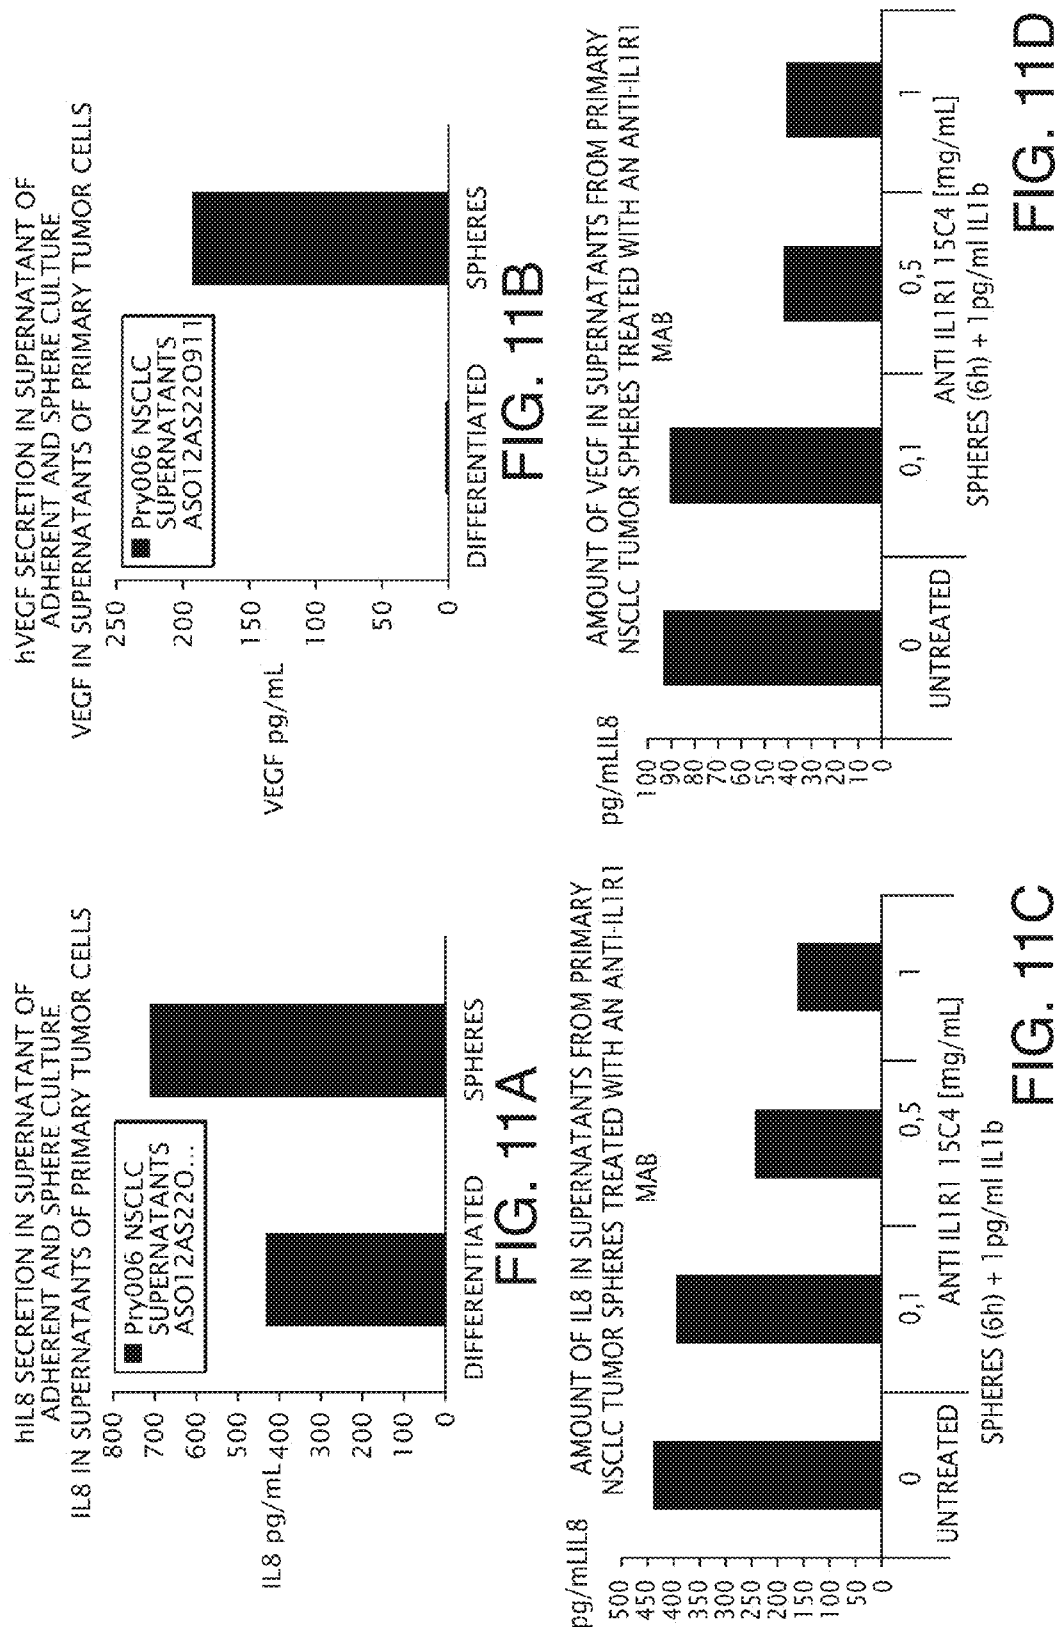 hIL8 SECRETION IN SUPERNATANT OF
ADHERENT AND SPHERE CULTURE
IL8 IN SUPERNATANTS OF PRIMARY TUMOR CELLS
Pry006 NSCLC
SUPERNATANTS
ASO12AS22O...
IL8 pg/mL
800
700
600
500
400
300
200
100
0
DIFFERENTIATED
SPHERES
FIG. 11A
hVEGF SECRETION IN SUPERNATANT OF
ADHERENT AND SPHERE CULTURE
VEGF IN SUPERNATANTS OF PRIMARY TUMOR CELLS
Pry006 NSCLC
SUPERNATANTS
ASO12AS22O911
VEGF pg/mL
250
200
150
100
50
0
DIFFERENTIATED
SPHERES
FIG. 11B
AMOUNT OF IL8 IN SUPERNATANTS FROM PRIMARY
NSCLC TUMOR SPHERES TREATED WITH AN ANTI-IL1R1
MAB
pg/mLIL8
500
450
400
350
300
250
200
150
100
50
0
0 0,1 0,5 1
UNTREATED
ANTI IL1R1 15C4 [mg/mL]
SPHERES (6h) + 1pg/ml IL1b
FIG. 11C
AMOUNT OF VEGF IN SUPERNATANTS FROM PRIMARY
NSCLC TUMOR SPHERES TREATED WITH AN ANTI-IL1R1
MAB
pg/mLIL8
100
90
80
70
60
50
40
30
20
10
0
0 0,1 0,5 1
UNTREATED
ANTI IL1R1 15C4 [mg/mL]
SPHERES (6h) + 1pg/ml IL1b
FIG. 11D